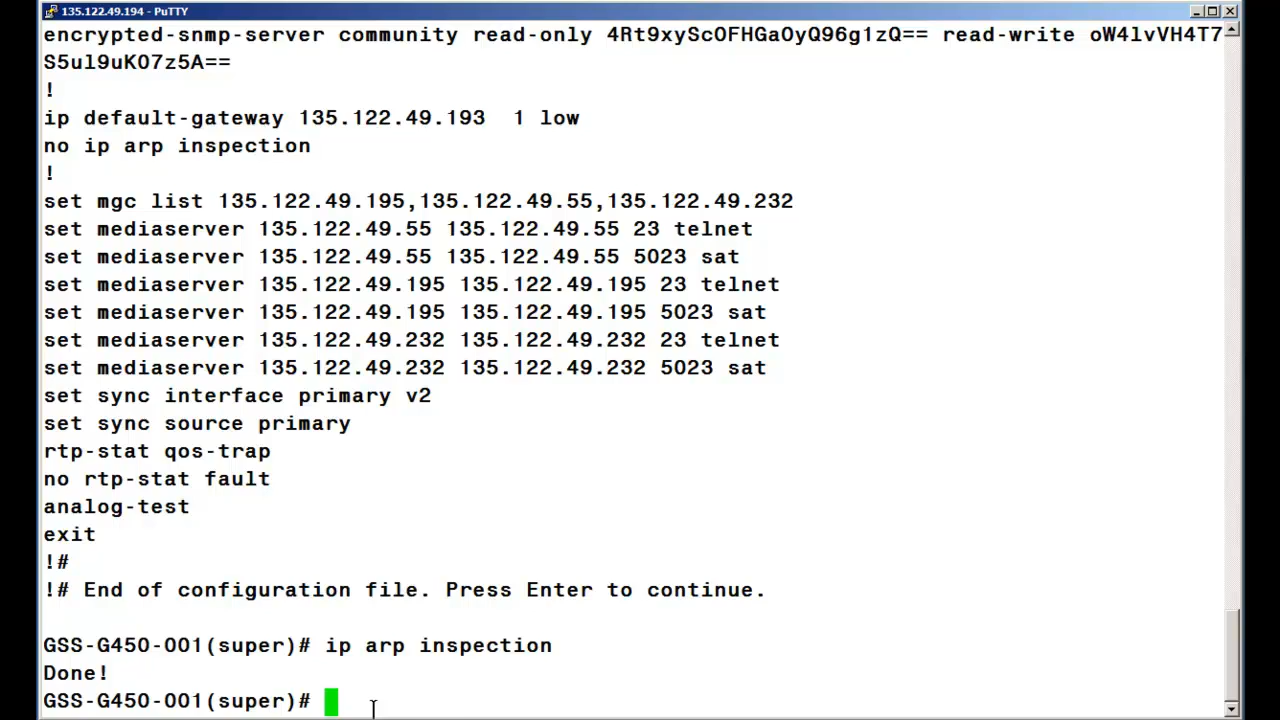 135.122.49.194 - PuTTY
encrypted-snmp-server community read-only 4Rt9xyScOFHGaOyQ96g1zQ== read-write oW4lvVH4T7
S5ul9uKO7z5A==
!
ip default-gateway 135.122.49.193  1 low
no ip arp inspection
!
set mgc list 135.122.49.195,135.122.49.55,135.122.49.232
set mediaserver 135.122.49.55 135.122.49.55 23 telnet
set mediaserver 135.122.49.55 135.122.49.55 5023 sat
set mediaserver 135.122.49.195 135.122.49.195 23 telnet
set mediaserver 135.122.49.195 135.122.49.195 5023 sat
set mediaserver 135.122.49.232 135.122.49.232 23 telnet
set mediaserver 135.122.49.232 135.122.49.232 5023 sat
set sync interface primary v2
set sync source primary
rtp-stat qos-trap
no rtp-stat fault
analog-test
exit
!#
!# End of configuration file. Press Enter to continue.
GSS-G450-001(super)# ip arp inspection
Done!
GSS-G450-001(super)#